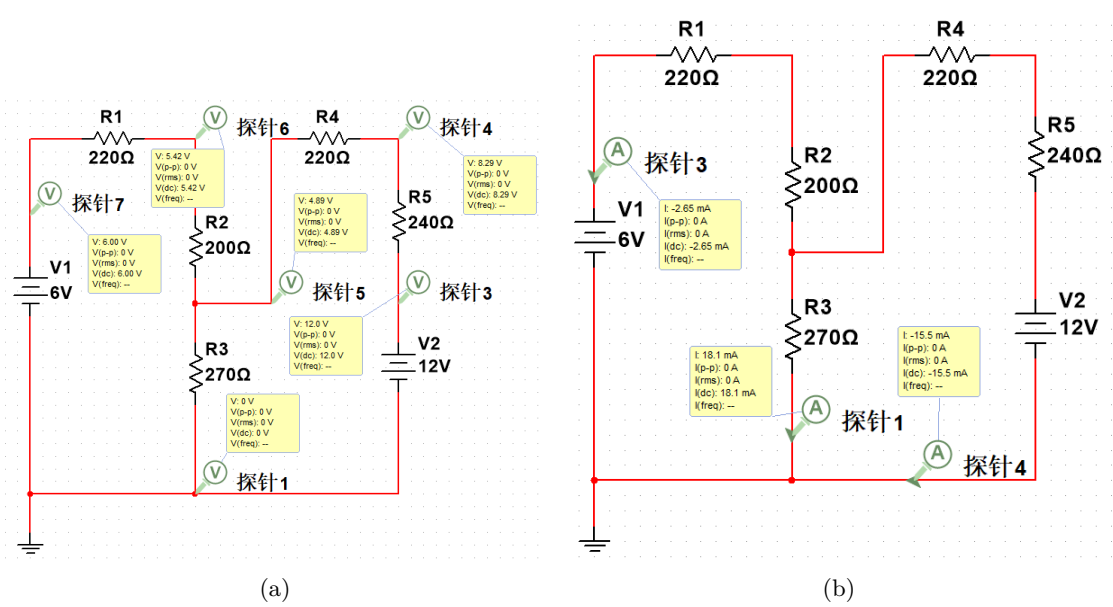 R1
220Ω
V
探针6
V: 5.42 V
V(p-p): 0 V
V(rms): 0 V
V(dc): 5.42 V
V(freq): --
R4
220Ω
V
探针4
V: 8.29 V
V(p-p): 0 V
V(rms): 0 V
V(dc): 8.29 V
V(freq): --
V
探针7
V: 6.00 V
V(p-p): 0 V
V(rms): 0 V
V(dc): 6.00 V
V(freq): --
R2
200Ω
V: 4.89 V
V(p-p): 0 V
V(rms): 0 V
V(dc): 4.89 V
V(freq): --
R5
240Ω
V1
6V
V
探针5
V
探针3
V: 12.0 V
V(p-p): 0 V
V(rms): 0 V
V(dc): 12.0 V
V(freq): --
R3
270Ω
V2
12V
V: 0 V
V(p-p): 0 V
V(rms): 0 V
V(dc): 0 V
V(freq): --
V
探针1
(a)
R1
220Ω
R4
220Ω
A
探针3
I: -2.65 mA
I(p-p): 0 A
I(rms): 0 A
I(dc): -2.65 mA
I(freq): --
R2
200Ω
R5
240Ω
V1
6V
R3
270Ω
V2
12V
I: 18.1 mA
I(p-p): 0 A
I(rms): 0 A
I(dc): 18.1 mA
I(freq): --
I: -15.5 mA
I(p-p): 0 A
I(rms): 0 A
I(dc): -15.5 mA
I(freq): --
A
探针1
A
探针4
(b)